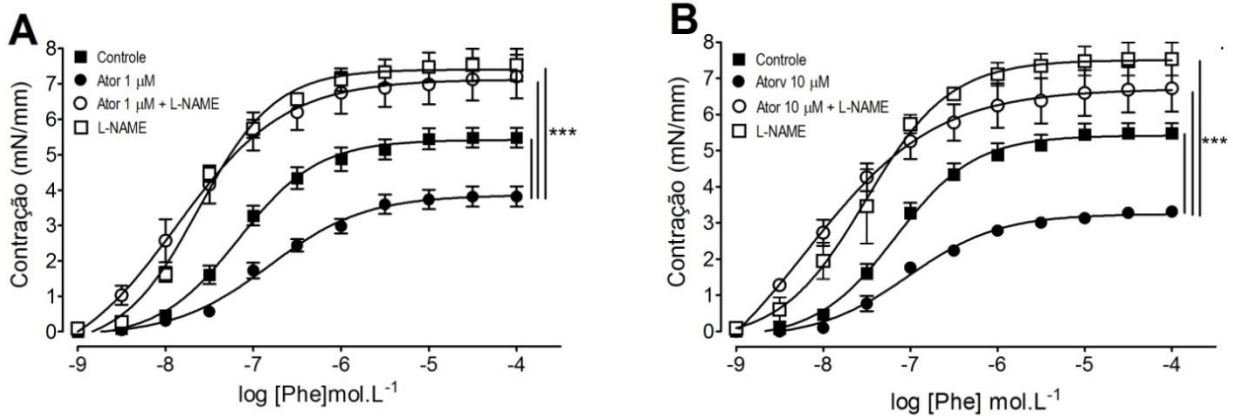 A
Controle
Ator 1 µM
Ator 1 µM + L-NAME
L-NAME
Contração (mN/mm)
8
7
6
5
4
3
2
1
0
-9 -8 -7 -6 -5 -4
log [Phe]mol.L-1
***
B
Controle
Atorv 10 µM
Ator 10 µM + L-NAME
L-NAME
Contração (mN/mm)
8
7
6
5
4
3
2
1
0
-9 -8 -7 -6 -5 -4
log [Phe] mol.L-1
***